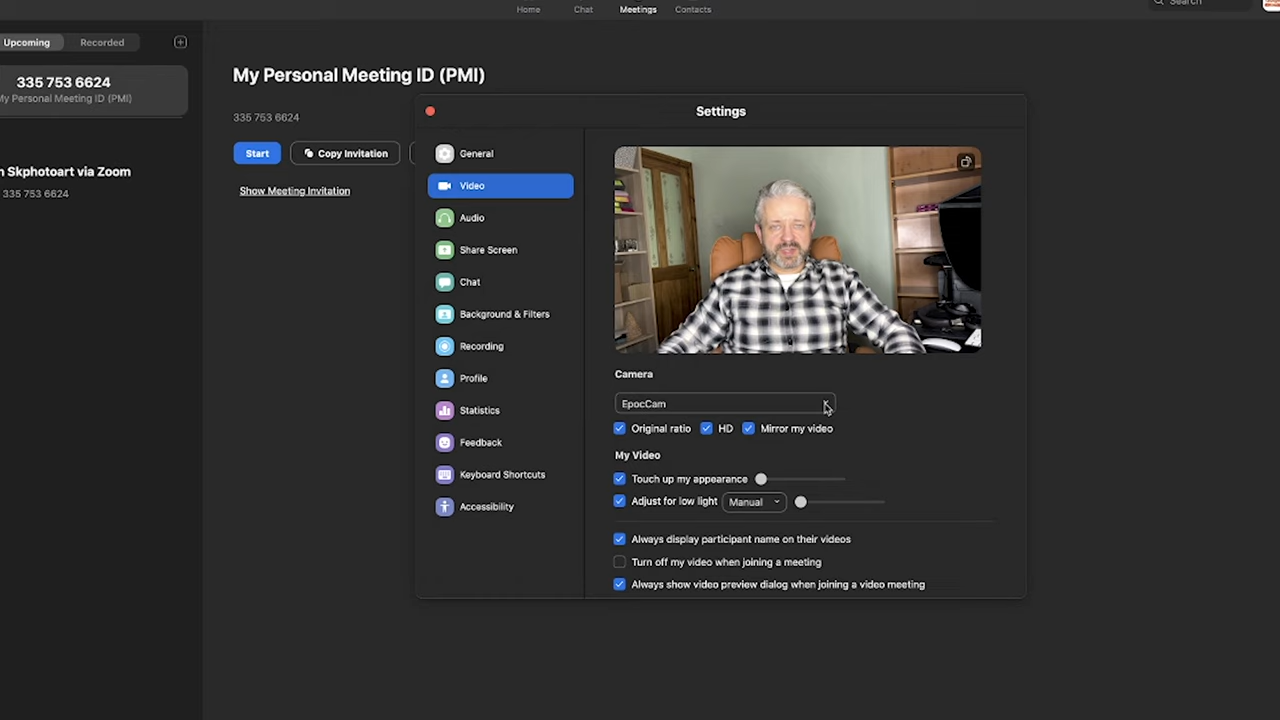 Home Chat Meetings Contacts Search
Upcoming Recorded
335 753 6624
My Personal Meeting ID (PMI)
Skphotoart via Zoom
335 753 6624
My Personal Meeting ID (PMI)
335 753 6624
Start Copy Invitation
Show Meeting Invitation
Settings
General
Video
Audio
Share Screen
Chat
Background & Filters
Recording
Profile
Statistics
Feedback
Keyboard Shortcuts
Accessibility
Camera
EpocCam
Original ratio HD Mirror my video
My Video
Touch up my appearance
Adjust for low light Manual
Always display participant name on their videos
Turn off my video when joining a meeting
Always show video preview dialog when joining a video meeting